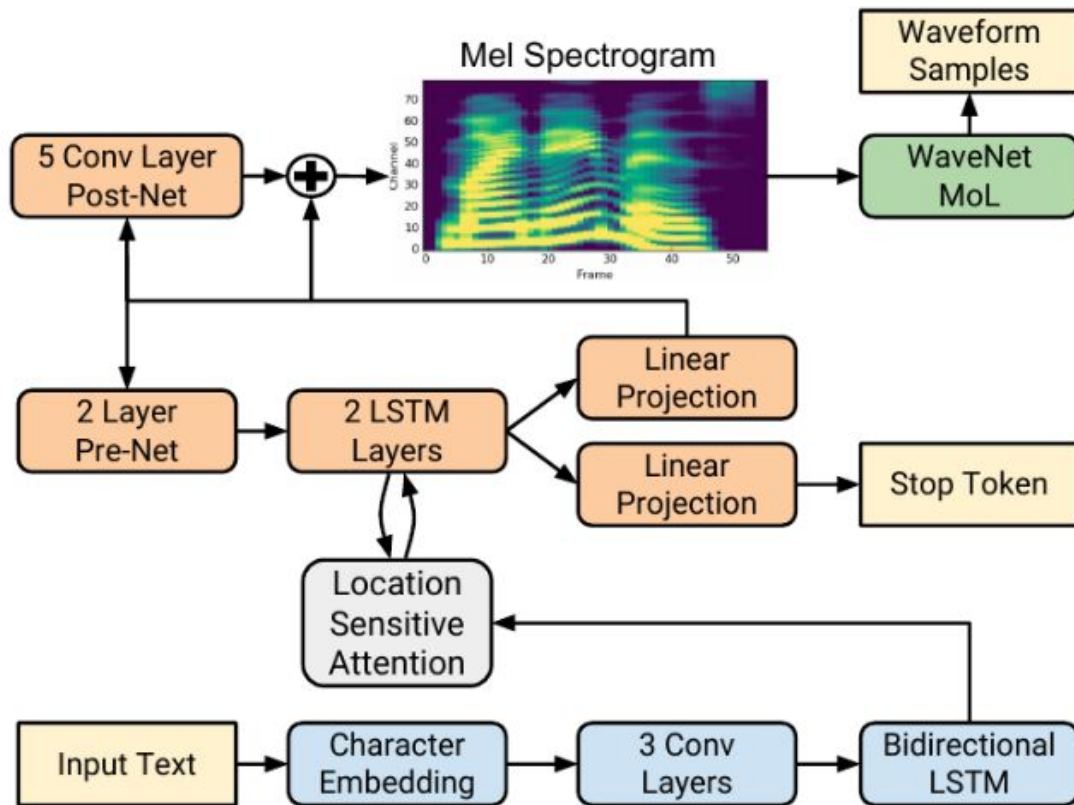 Waveform
Samples
Mel Spectrogram
70
60
50
40
30
20
10
0
Channel
0 10 20 30 40 50
Frame
5 Conv Layer
Post-Net
WaveNet
MoL
Linear
Projection
2 Layer
Pre-Net
2 LSTM
Layers
Linear
Projection
Stop Token
Location
Sensitive
Attention
Input Text
Character
Embedding
3 Conv
Layers
Bidirectional
LSTM